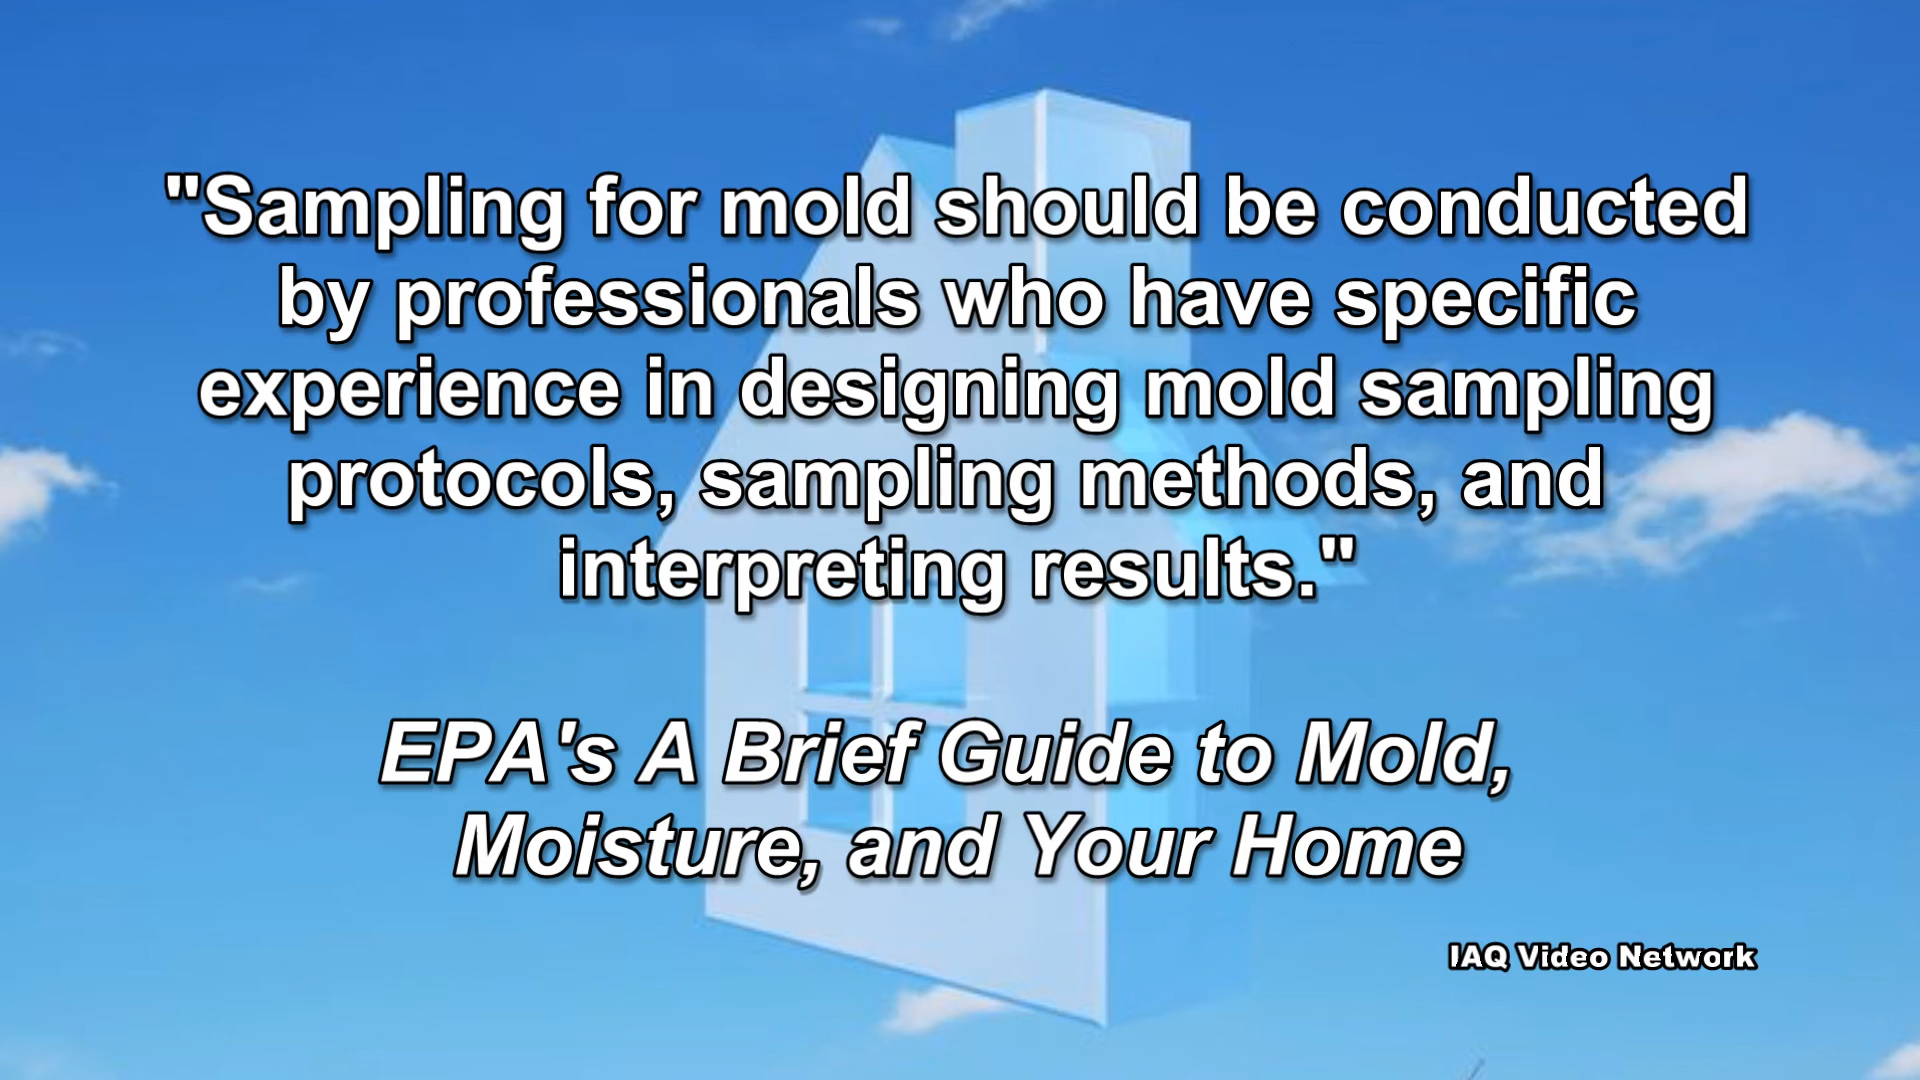 "Sampling for mold should be conducted
by professionals who have specific
experience in designing mold sampling
protocols, sampling methods, and
interpreting results."
EPA's A Brief Guide to Mold,
Moisture, and Your Home
IAQ Video Network